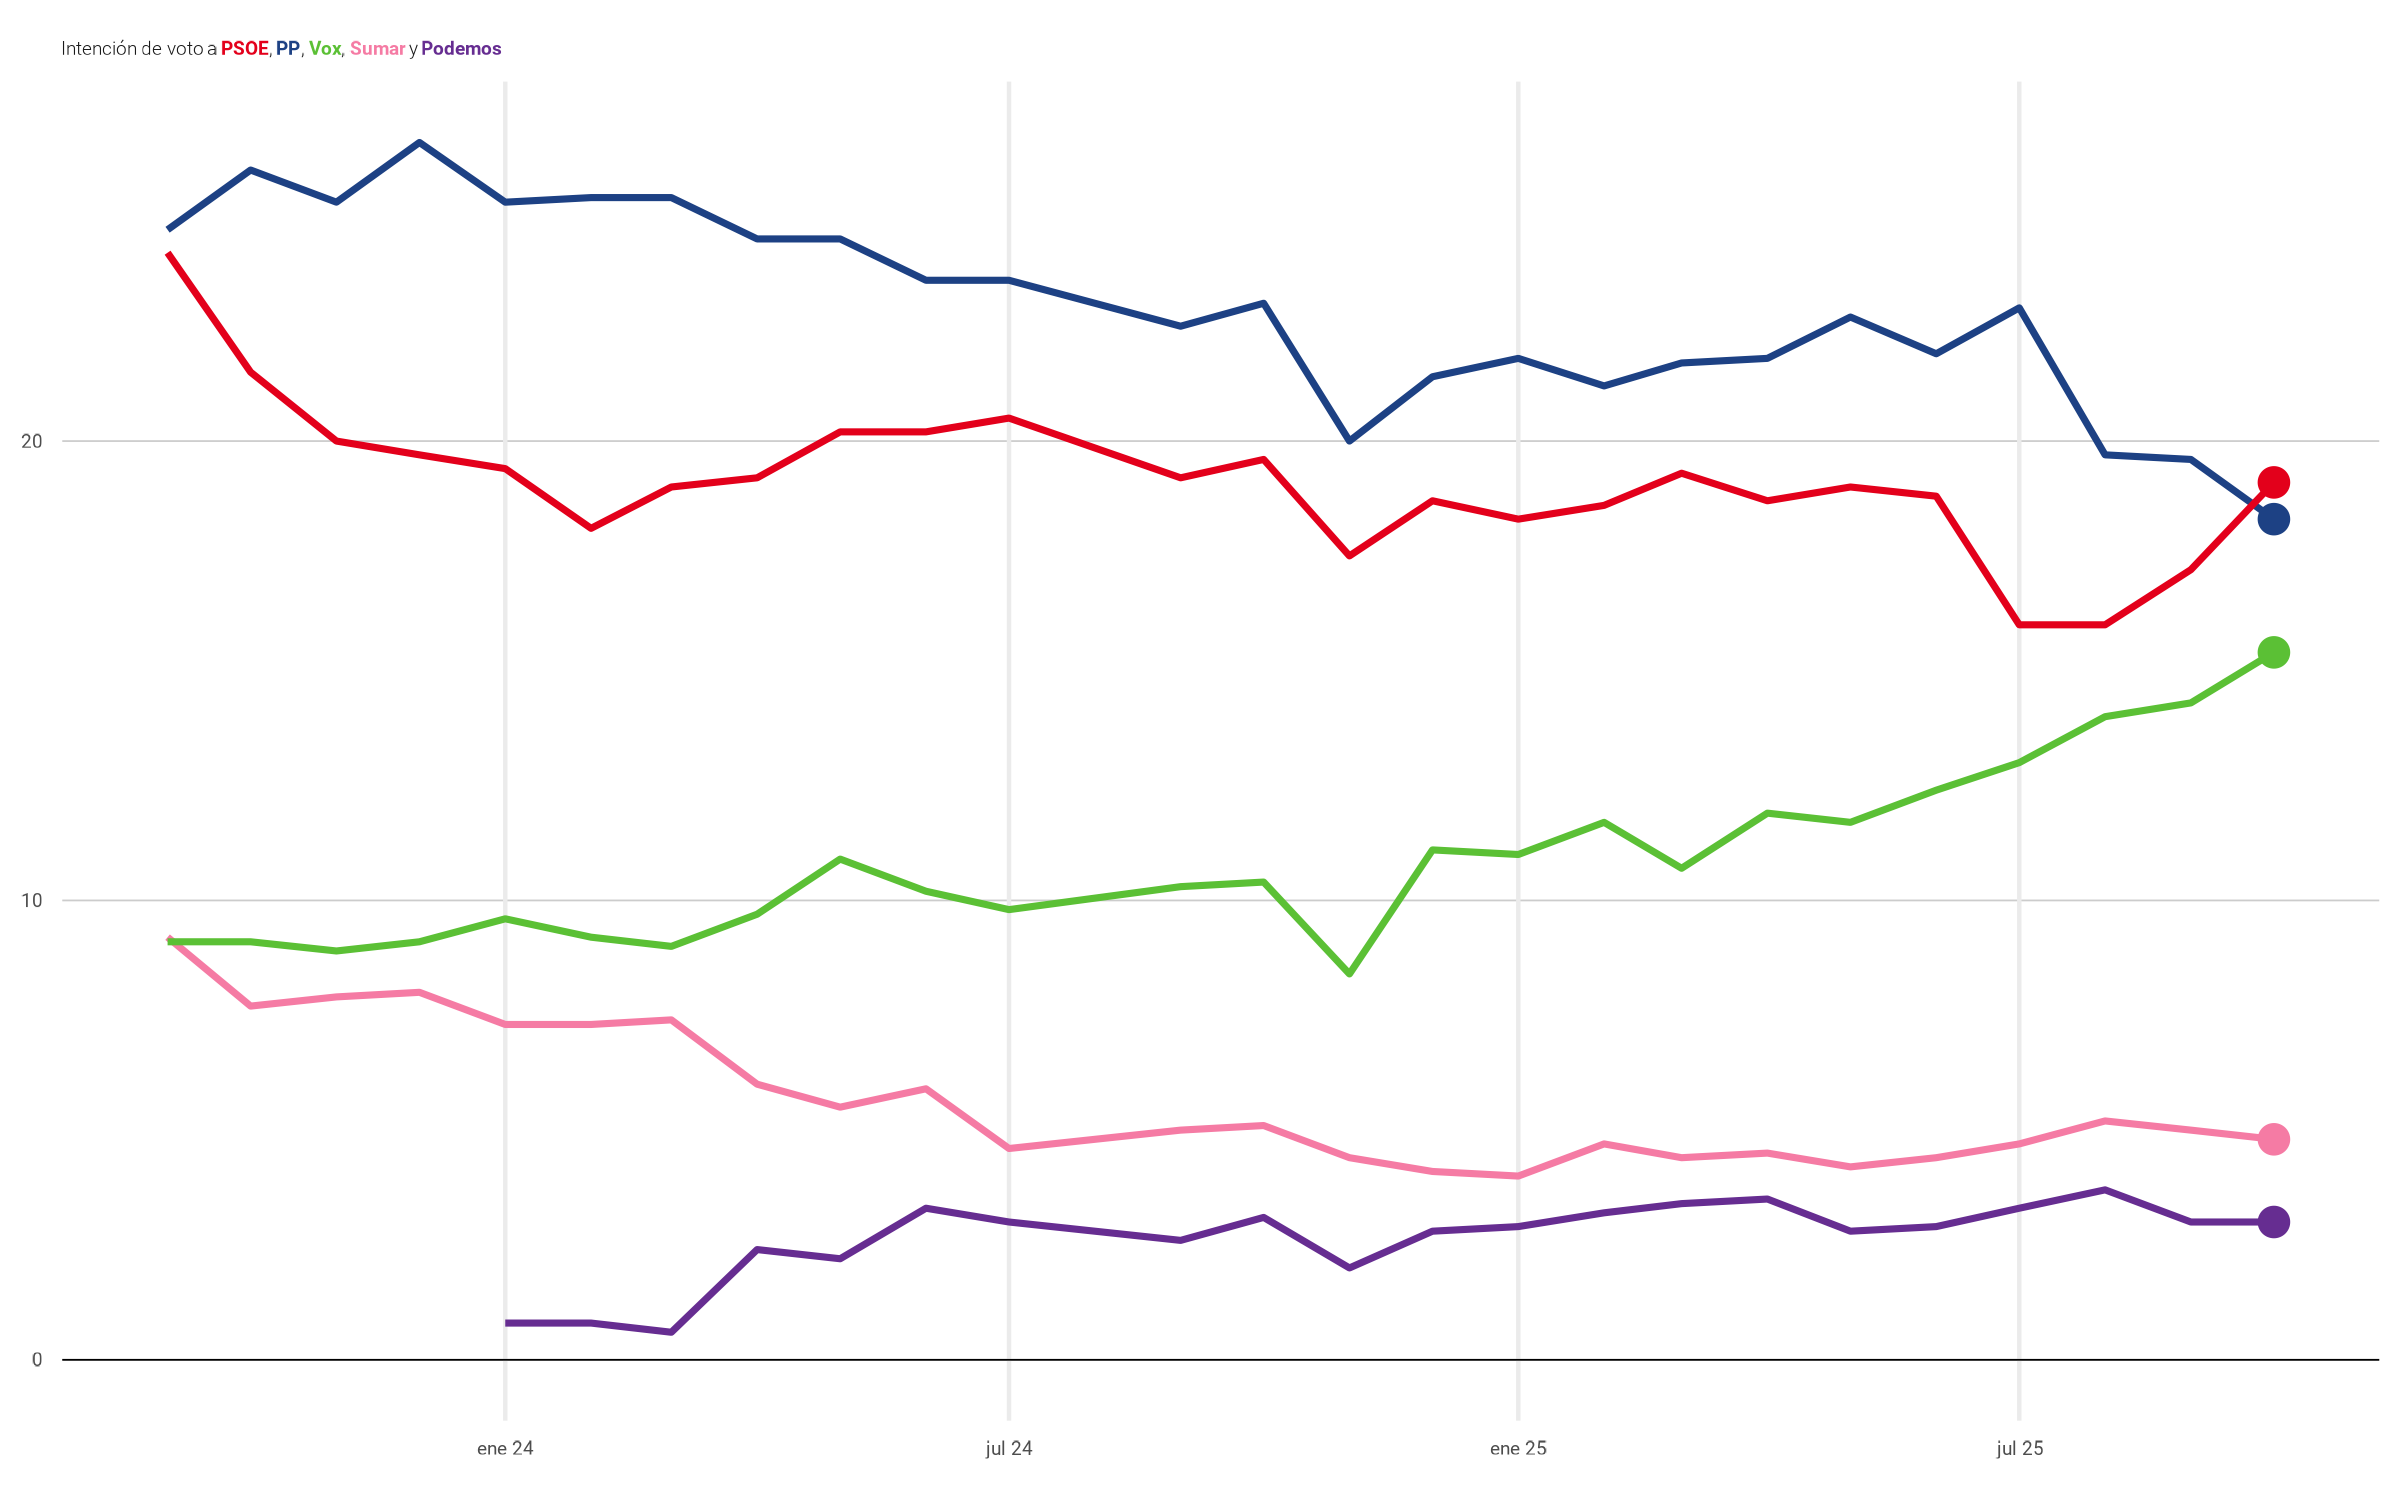 Intención de voto a PSOE, PP, Vox, Sumar y Podemos
20
10
0
ene 24
jul 24
ene 25
jul 25